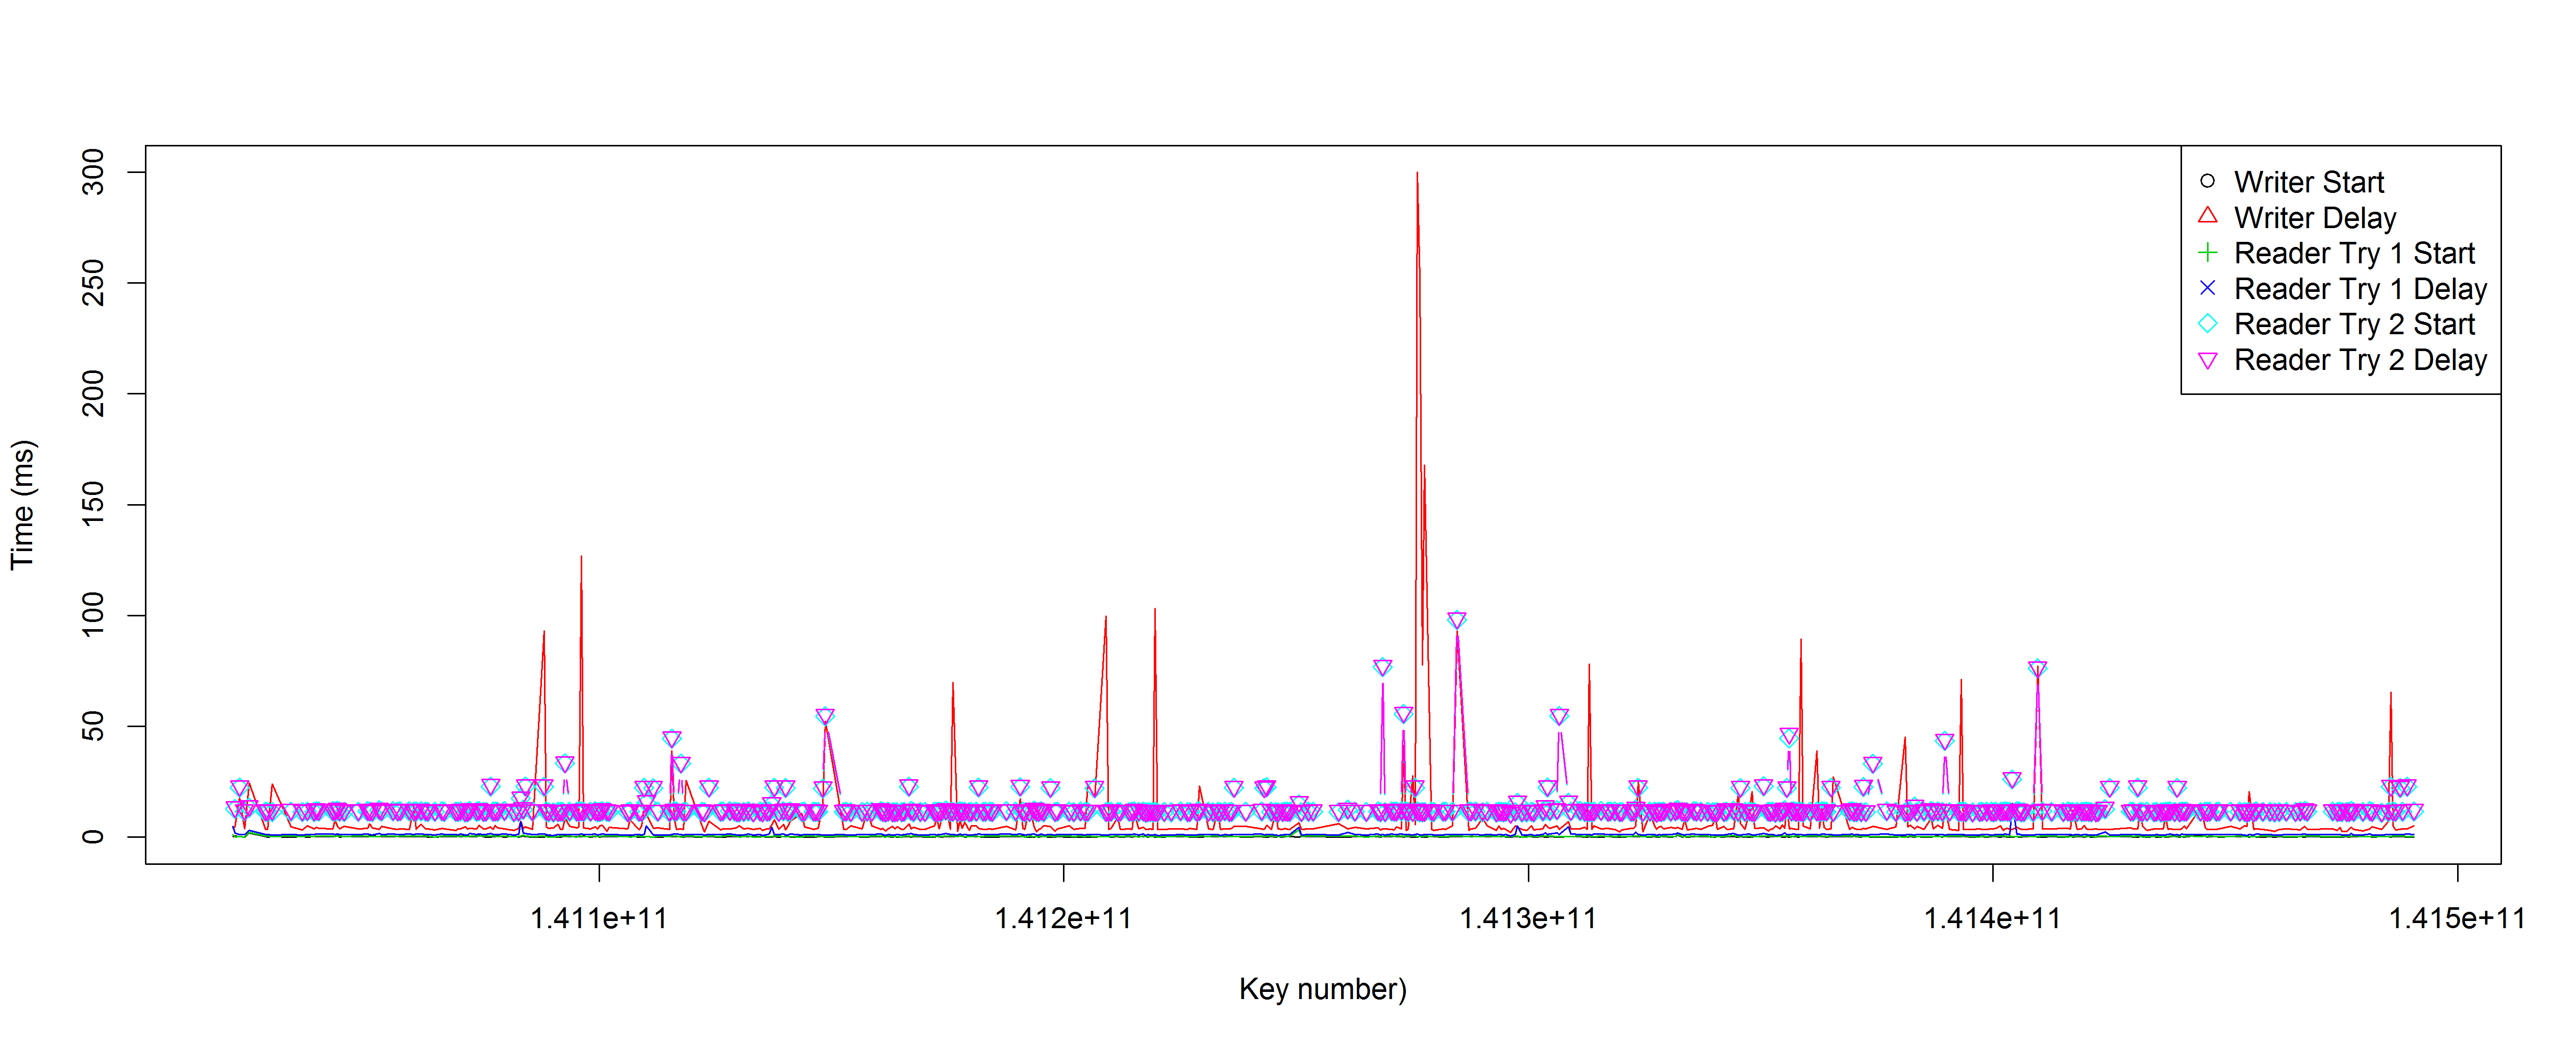 300
250
200
150
100
50
0
Time (ms)
Writer Start
Writer Delay
Reader Try 1 Start
Reader Try 1 Delay
Reader Try 2 Start
Reader Try 2 Delay
1.411e+11 1.412e+11 1.413e+11 1.414e+11 1.415e+11
Key number)